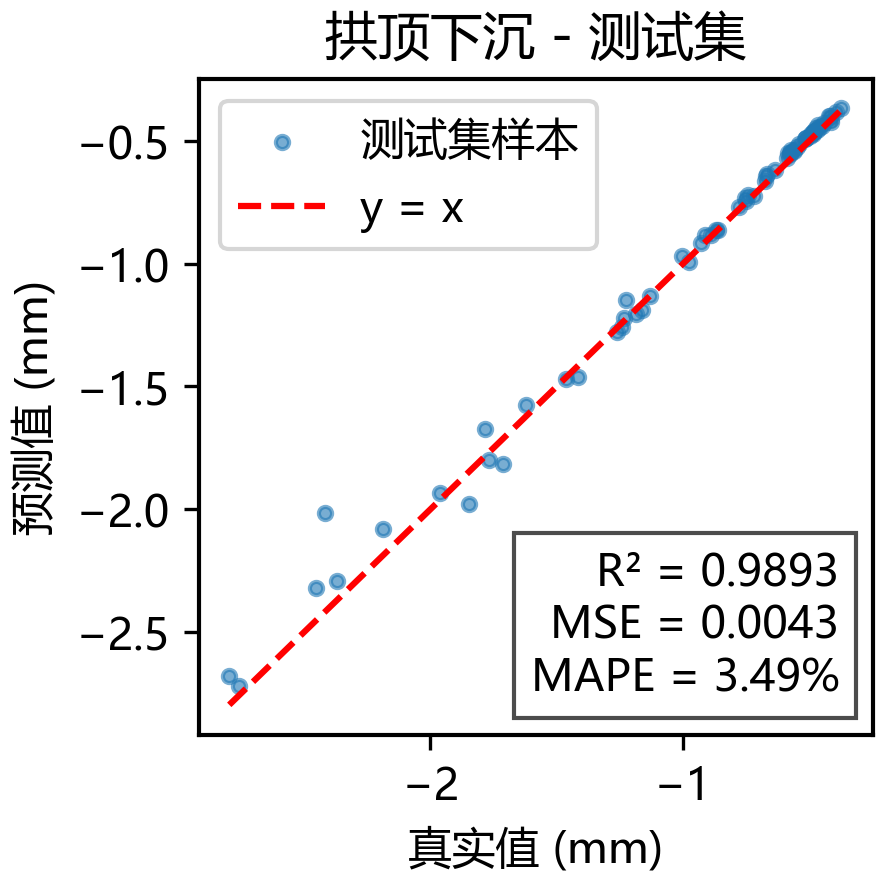 拱顶下沉 - 测试集
测试集样本
y = x
预测值 (mm)
−0.5
−1.0
−1.5
−2.0
−2.5
R² = 0.9893
MSE = 0.0043
MAPE = 3.49%
−2
−1
真实值 (mm)